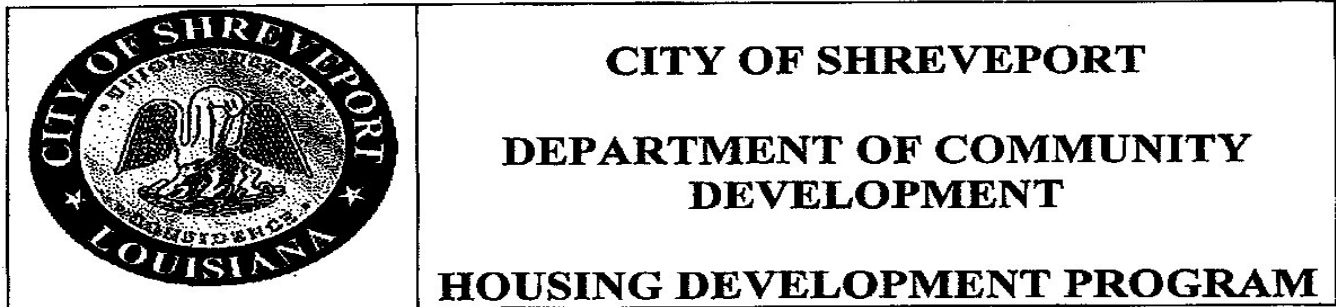 CITY OF SHREVEPORT
LOUISIANA
CITY OF SHREVEPORT
DEPARTMENT OF COMMUNITY
DEVELOPMENT
HOUSING DEVELOPMENT PROGRAM